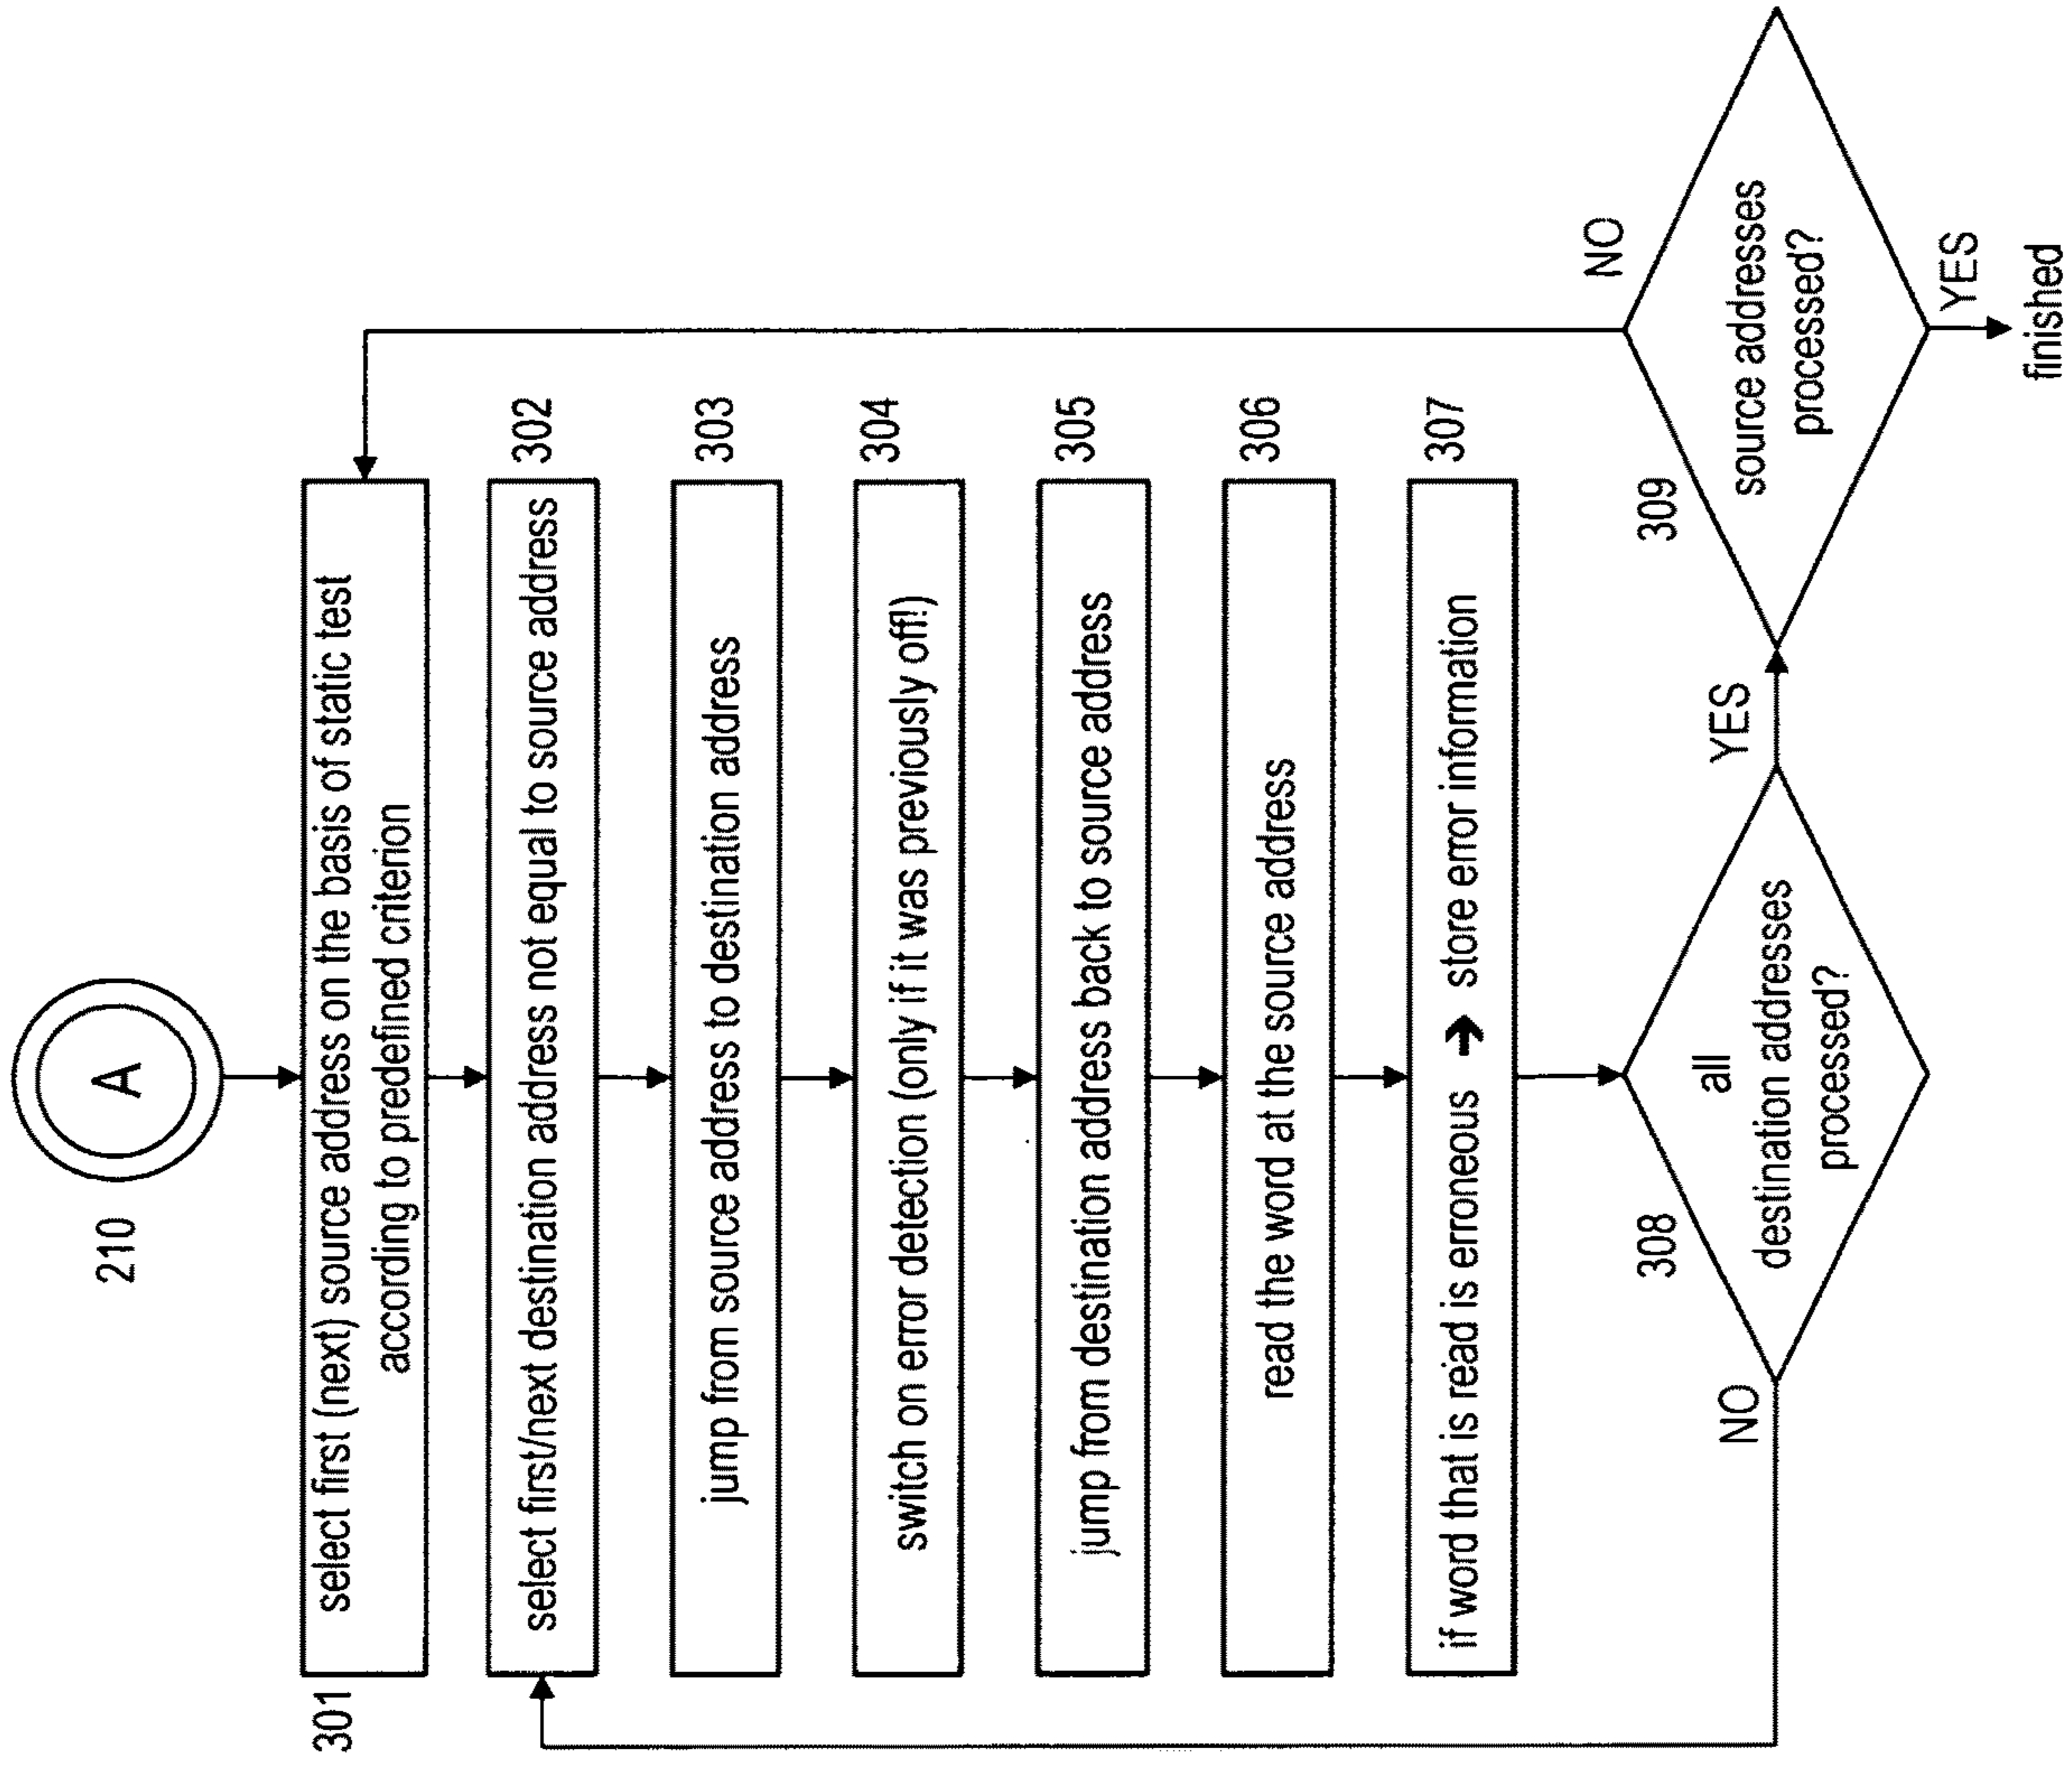 210
A
301
select first (next) source address on the basis of static test
according to predefined criterion
select first/next destination address not equal to source address
302
jump from source address to destination address
303
switch on error detection (only if it was previously off!)
304
jump from destination address back to source address
305
read the word at the source address
306
if word that is read is erroneous → store error information
307
308
all
destination addresses
processed?
NO
YES
309
source addresses
processed?
NO
YES
finished